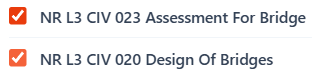 NR L3 CIV 023 Assessment For Bridge
NR L3 CIV 020 Design Of Bridges